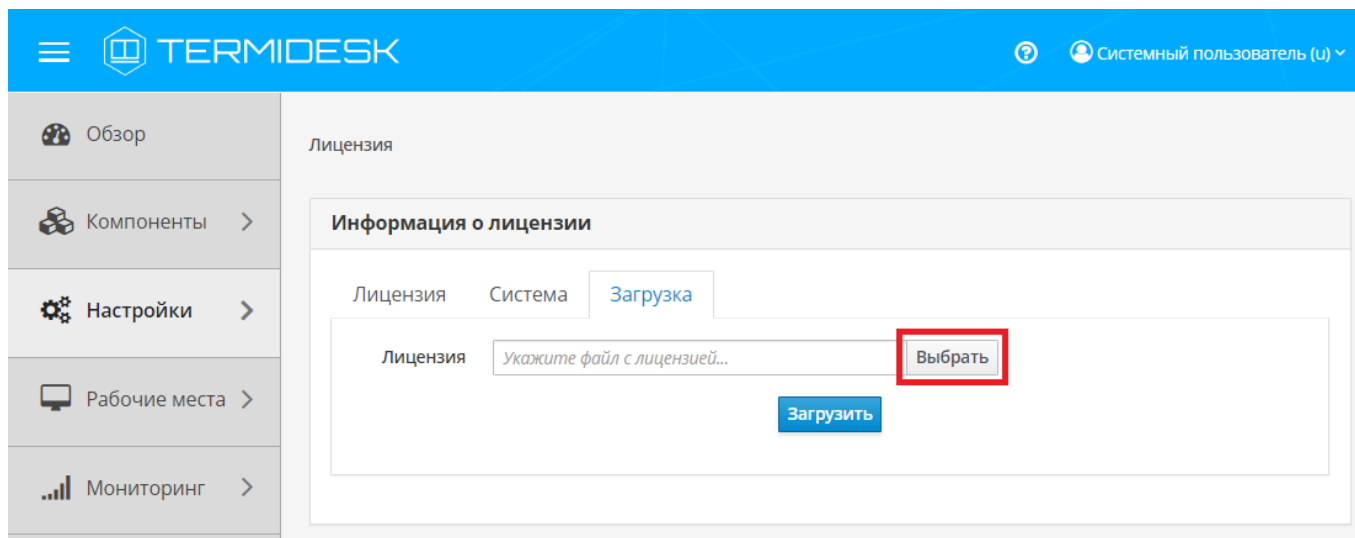 TERMIDESK
Системный пользователь (u)
Обзор
Компоненты
Настройки
Рабочие места
Мониторинг
Лицензия
Информация о лицензии
Лицензия Система Загрузка
Лицензия Укажите файл с лицензией... Выбрать
Загрузить